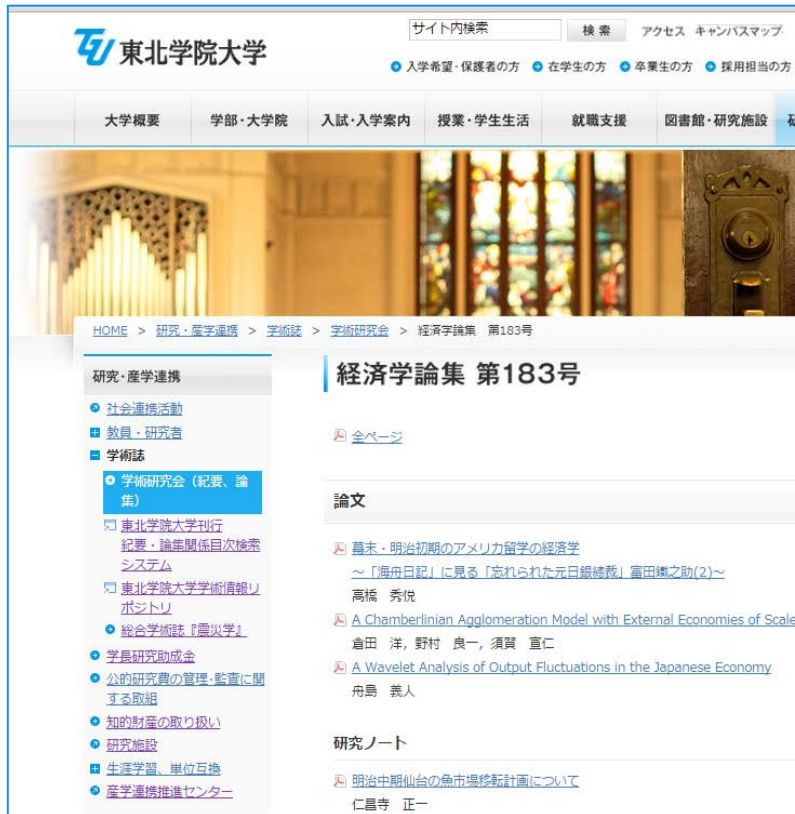 東北学院大学
サイト内検索
検索
アクセス キャンパスマップ
入学希望・保護者の方 在学生の方 卒業生の方 採用担当の方
大学概要 学部・大学院 入試・入学案内 授業・学生生活 就職支援 図書館・研究施設
HOME > 研究・産学連携 > 学術誌 > 学術研究会 > 経済学論集 第183号
研究・産学連携
社会連携活動
教員・研究者
学術誌
学術研究会（紀要、論
集）
東北学院大学刊行
紀要・論集関係目次検索
システム
東北学院大学学術情報リ
ポジトリ
総合学術誌『震災学』
学長研究助成金
公的研究費の管理・監査に関
する取組
知的財産の取り扱い
研究施設
生涯学習、単位互換
産学連携推進センター
経済学論集 第183号
全ページ
論文
幕末・明治初期のアメリカ留学の経済学
～「海舟日記」に見る「忘れられた元日銀總裁」富田鐵之助(2)～
高橋 秀悦
A Chamberlinian Agglomeration Model with External Economies of Scale
倉田 洋, 野村 良一, 須賀 宣仁
A Wavelet Analysis of Output Fluctuations in the Japanese Economy
舟島 義人
研究ノート
明治中期仙台の魚市場移転計画について
仁昌寺 正一